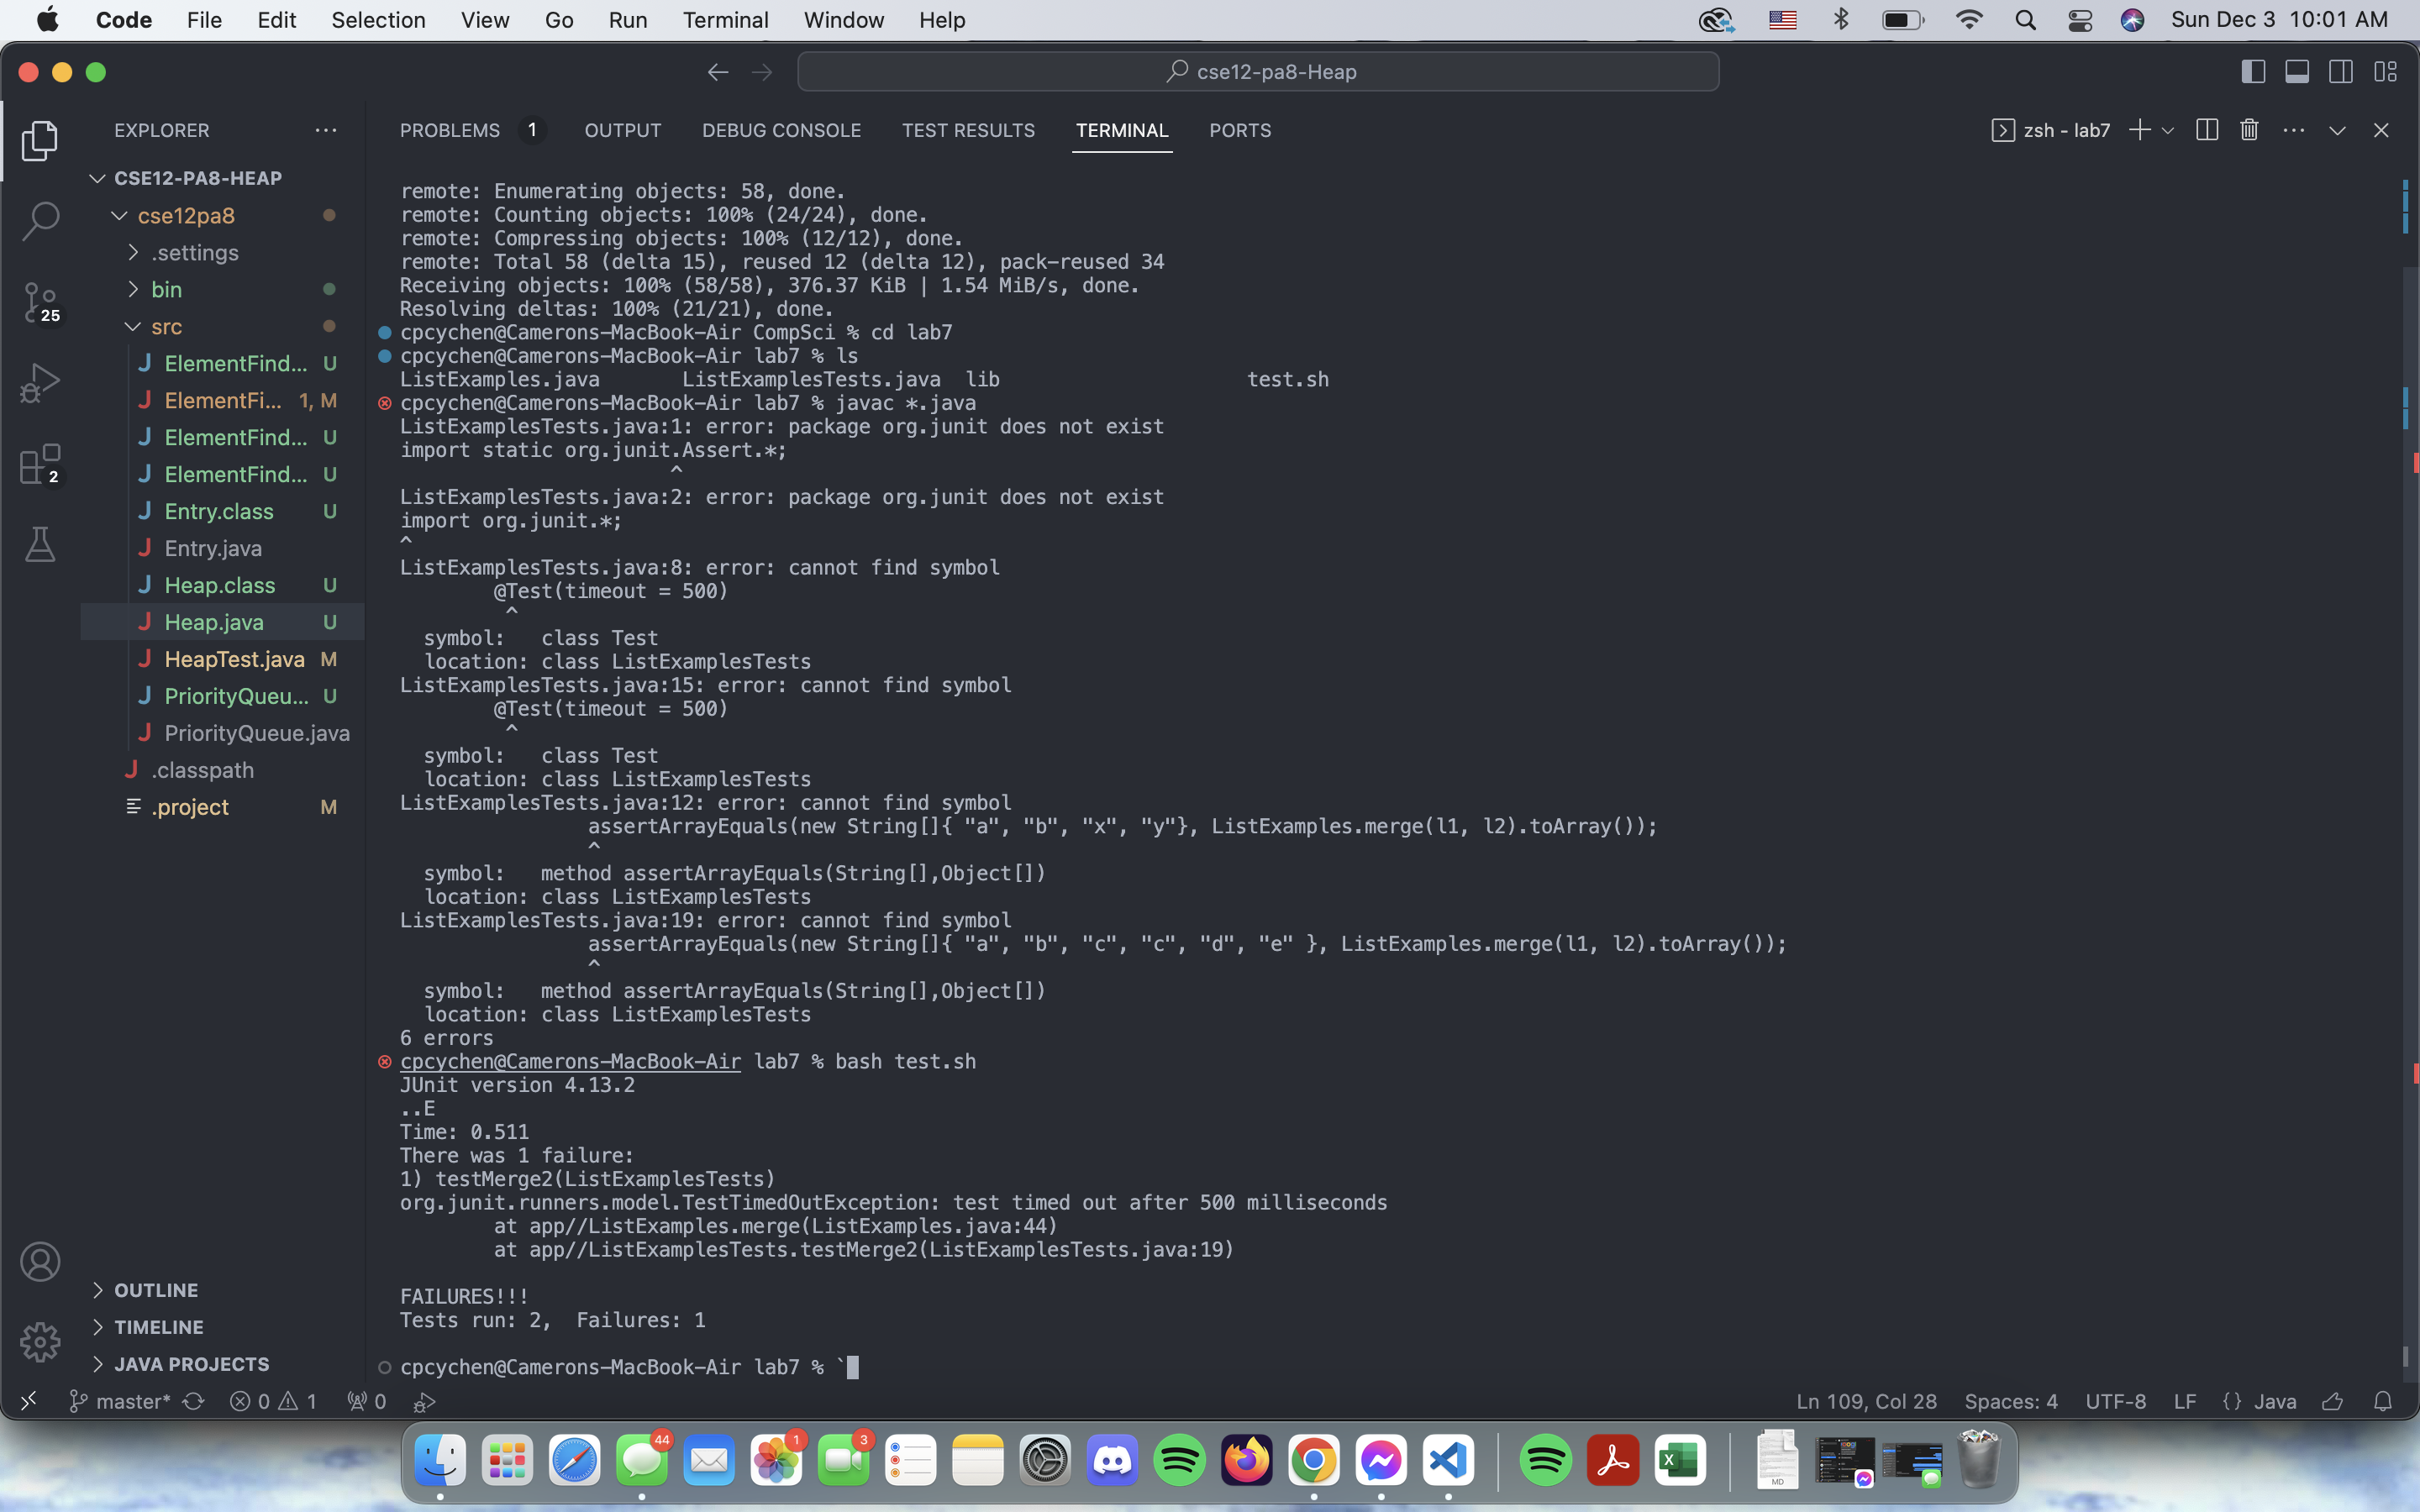 Code File Edit Selection View Go Run Terminal Window Help Sun Dec 3 10:01 AM
cse12-pa8-Heap
EXPLORER
PROBLEMS 1 OUTPUT DEBUG CONSOLE TEST RESULTS TERMINAL PORTS
zsh - lab7
CSE12-PA8-HEAP
cse12pa8
.settings
bin
src
ElementFind... U
ElementFi... 1, M
ElementFind... U
ElementFind... U
Entry.class U
Entry.java
Heap.class U
Heap.java U
HeapTest.java M
PriorityQueu... U
PriorityQueue.java
.classpath
.project M
25
2
OUTLINE
TIMELINE
JAVA PROJECTS
remote: Enumerating objects: 58, done.
remote: Counting objects: 100% (24/24), done.
remote: Compressing objects: 100% (12/12), done.
remote: Total 58 (delta 15), reused 12 (delta 12), pack-reused 34
Receiving objects: 100% (58/58), 376.37 KiB | 1.54 MiB/s, done.
Resolving deltas: 100% (21/21), done.
cpcychen@Camerons-MacBook-Air CompSci % cd lab7
cpcychen@Camerons-MacBook-Air lab7 % ls
ListExamples.java ListExamplesTests.java lib test.sh
cpcychen@Camerons-MacBook-Air lab7 % javac *.java
ListExamplesTests.java:1: error: package org.junit does not exist
import static org.junit.Assert.*;
^
ListExamplesTests.java:2: error: package org.junit does not exist
import org.junit.*;
^
ListExamplesTests.java:8: error: cannot find symbol
@Test(timeout = 500)
^
symbol: class Test
location: class ListExamplesTests
ListExamplesTests.java:15: error: cannot find symbol
@Test(timeout = 500)
^
symbol: class Test
location: class ListExamplesTests
ListExamplesTests.java:12: error: cannot find symbol
assertArrayEquals(new String[]{ "a", "b", "x", "y"}, ListExamples.merge(l1, l2).toArray());
^
symbol: method assertArrayEquals(String[],Object[])
location: class ListExamplesTests
ListExamplesTests.java:19: error: cannot find symbol
assertArrayEquals(new String[]{ "a", "b", "c", "c", "d", "e" }, ListExamples.merge(l1, l2).toArray());
^
symbol: method assertArrayEquals(String[],Object[])
location: class ListExamplesTests
6 errors
cpcychen@Camerons-MacBook-Air lab7 % bash test.sh
JUnit version 4.13.2
..E
Time: 0.511
There was 1 failure:
1) testMerge2(ListExamplesTests)
org.junit.runners.model.TestTimedOutException: test timed out after 500 milliseconds
at app//ListExamples.merge(ListExamples.java:44)
at app//ListExamplesTests.testMerge2(ListExamplesTests.java:19)
FAILURES!!!
Tests run: 2, Failures: 1
cpcychen@Camerons-MacBook-Air lab7 % `
master* 0 1 0 Ln 109, Col 28 Spaces: 4 UTF-8 LF {} Java
44 1 3
MD